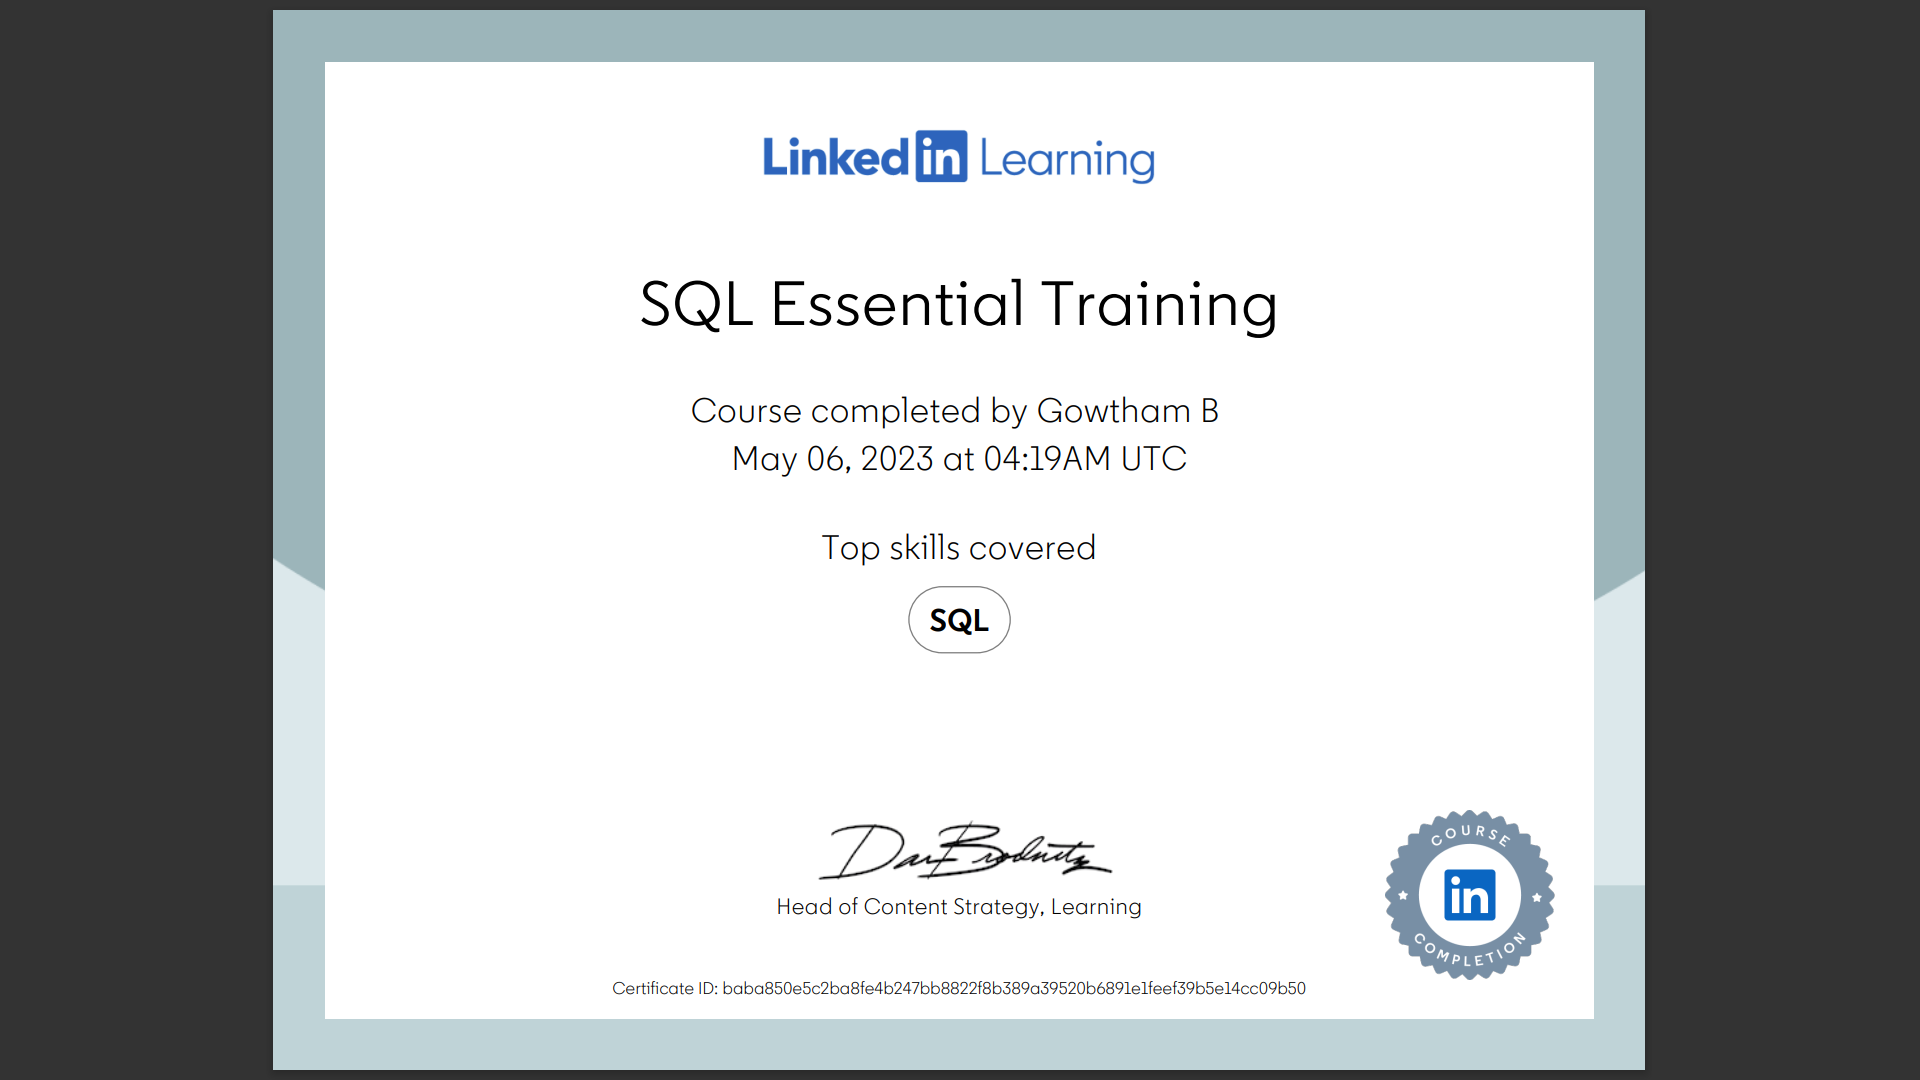 Linked in Learning
SQL Essential Training
Course completed by Gowtham B
May 06, 2023 at 04:19AM UTC
Top skills covered
SQL
Dan Brodnitz
Head of Content Strategy, Learning
COURSE
in
COMPLETION
Certificate ID: baba850e5c2ba8fe4b247bb8822f8b389a39520b6891e1feef39b5e14cc09b50